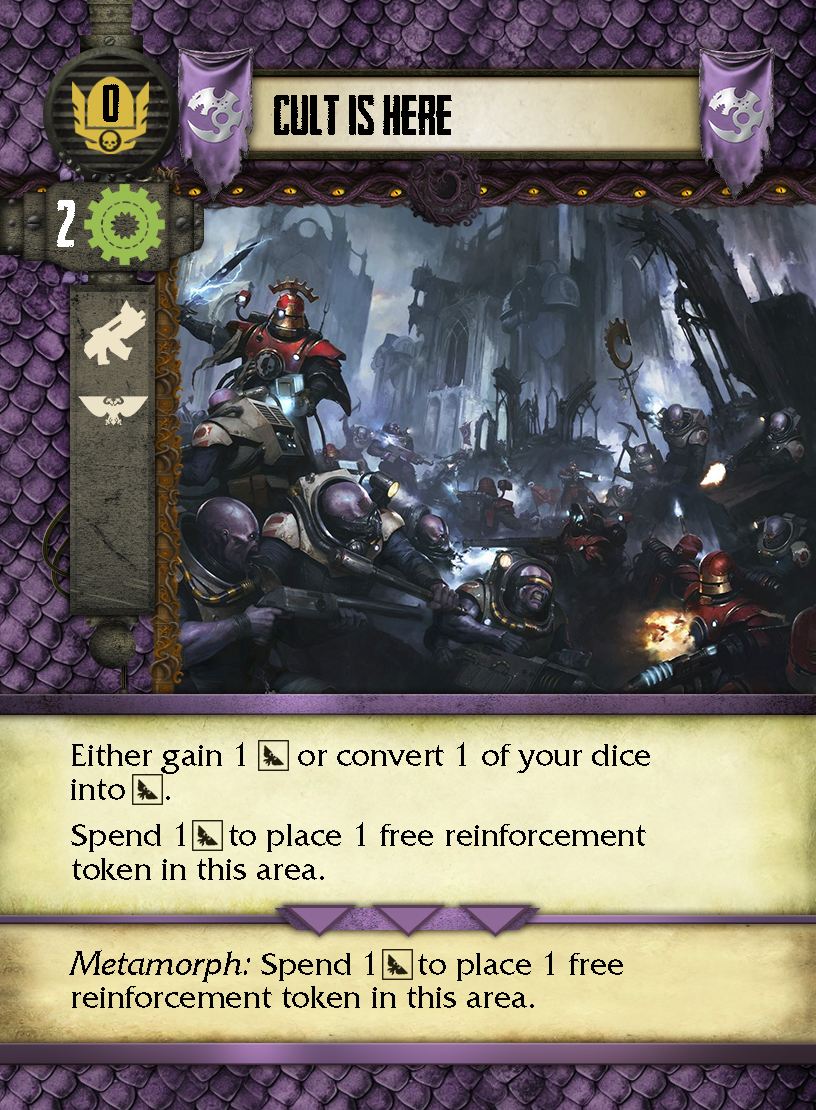 0
CULT IS HERE
2
Either gain 1 or convert 1 of your dice
into .
Spend 1 to place 1 free reinforcement
token in this area.
Metamorph: Spend 1 to place 1 free
reinforcement token in this area.